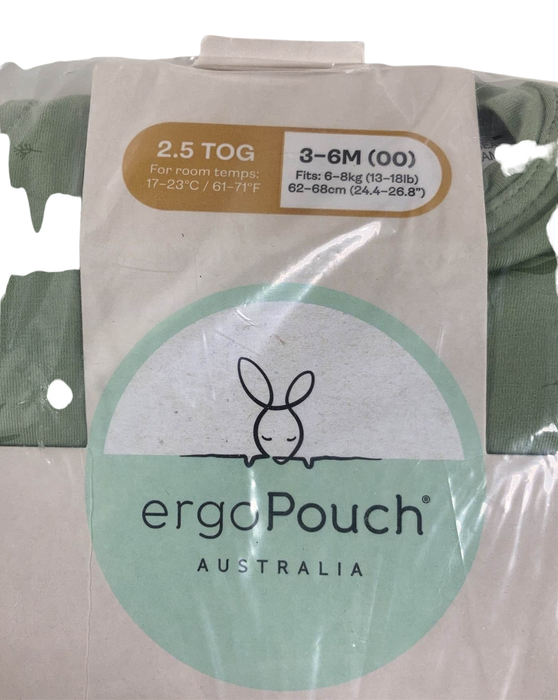 2.5 TOG
For room temps:
17–23°C / 61–71°F
3–6M (00)
Fits: 6–8kg (13–18lb)
62–68cm (24.4–26.8")
ergoPouch®
AUSTRALIA